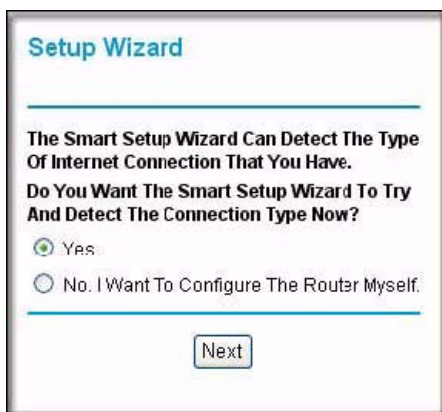 Setup Wizard
The Smart Setup Wizard Can Detect The Type
Of Internet Connection That You Have.
Do You Want The Smart Setup Wizard To Try
And Detect The Connection Type Now?
Yes
No. I Want To Configure The Router Myself.
Next